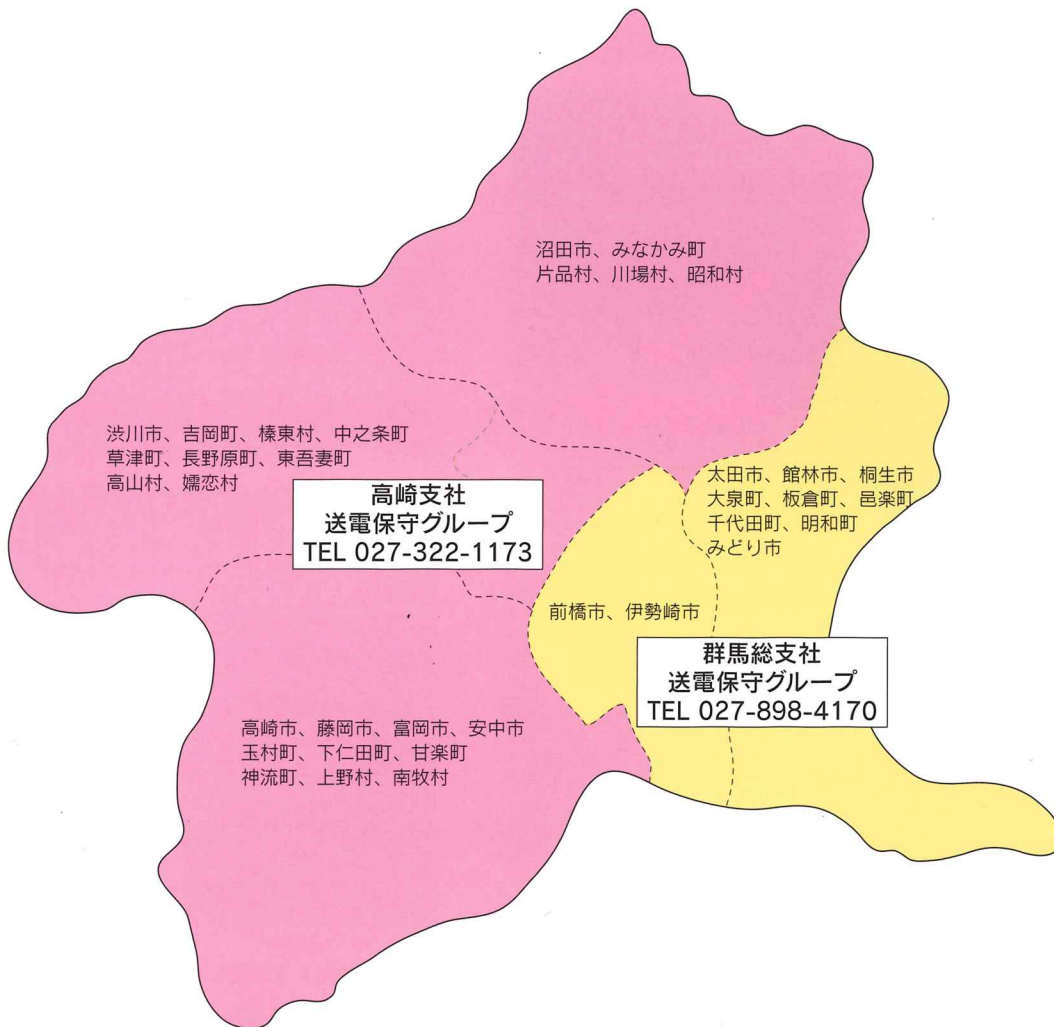 沼田市、みなかみ町
片品村、川場村、昭和村
渋川市、吉岡町、榛東村、中之条町
草津町、長野原町、東吾妻町
高山村、嬬恋村
高崎支社
送電保守グループ
TEL 027-322-1173
太田市、館林市、桐生市
大泉町、板倉町、邑楽町
千代田町、明和町
みどり市
前橋市、伊勢崎市
群馬総支社
送電保守グループ
TEL 027-898-4170
高崎市、藤岡市、富岡市、安中市
玉村町、下仁田町、甘楽町
神流町、上野村、南牧村